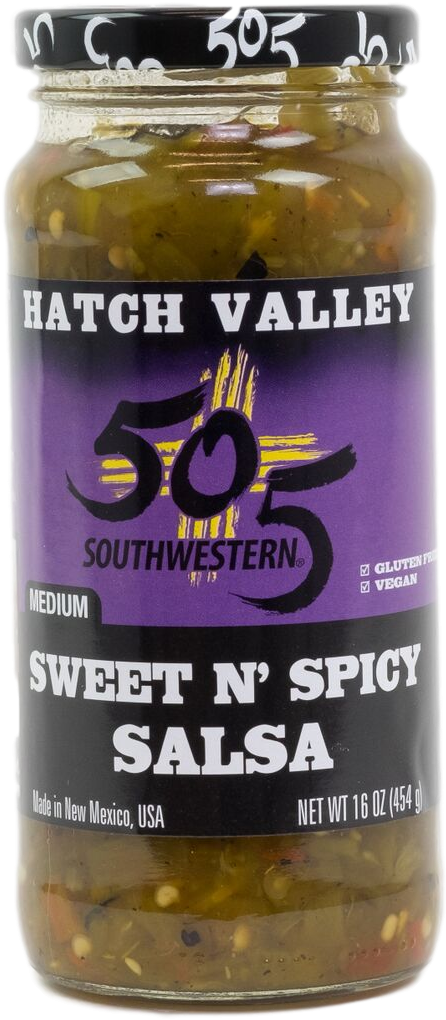 505
HATCH VALLEY
505
SOUTHWESTERN®
☑ GLUTEN
☑ VEGAN
MEDIUM
SWEET N' SPICY
SALSA
Made in New Mexico, USA
NET WT 16 OZ (454 g)